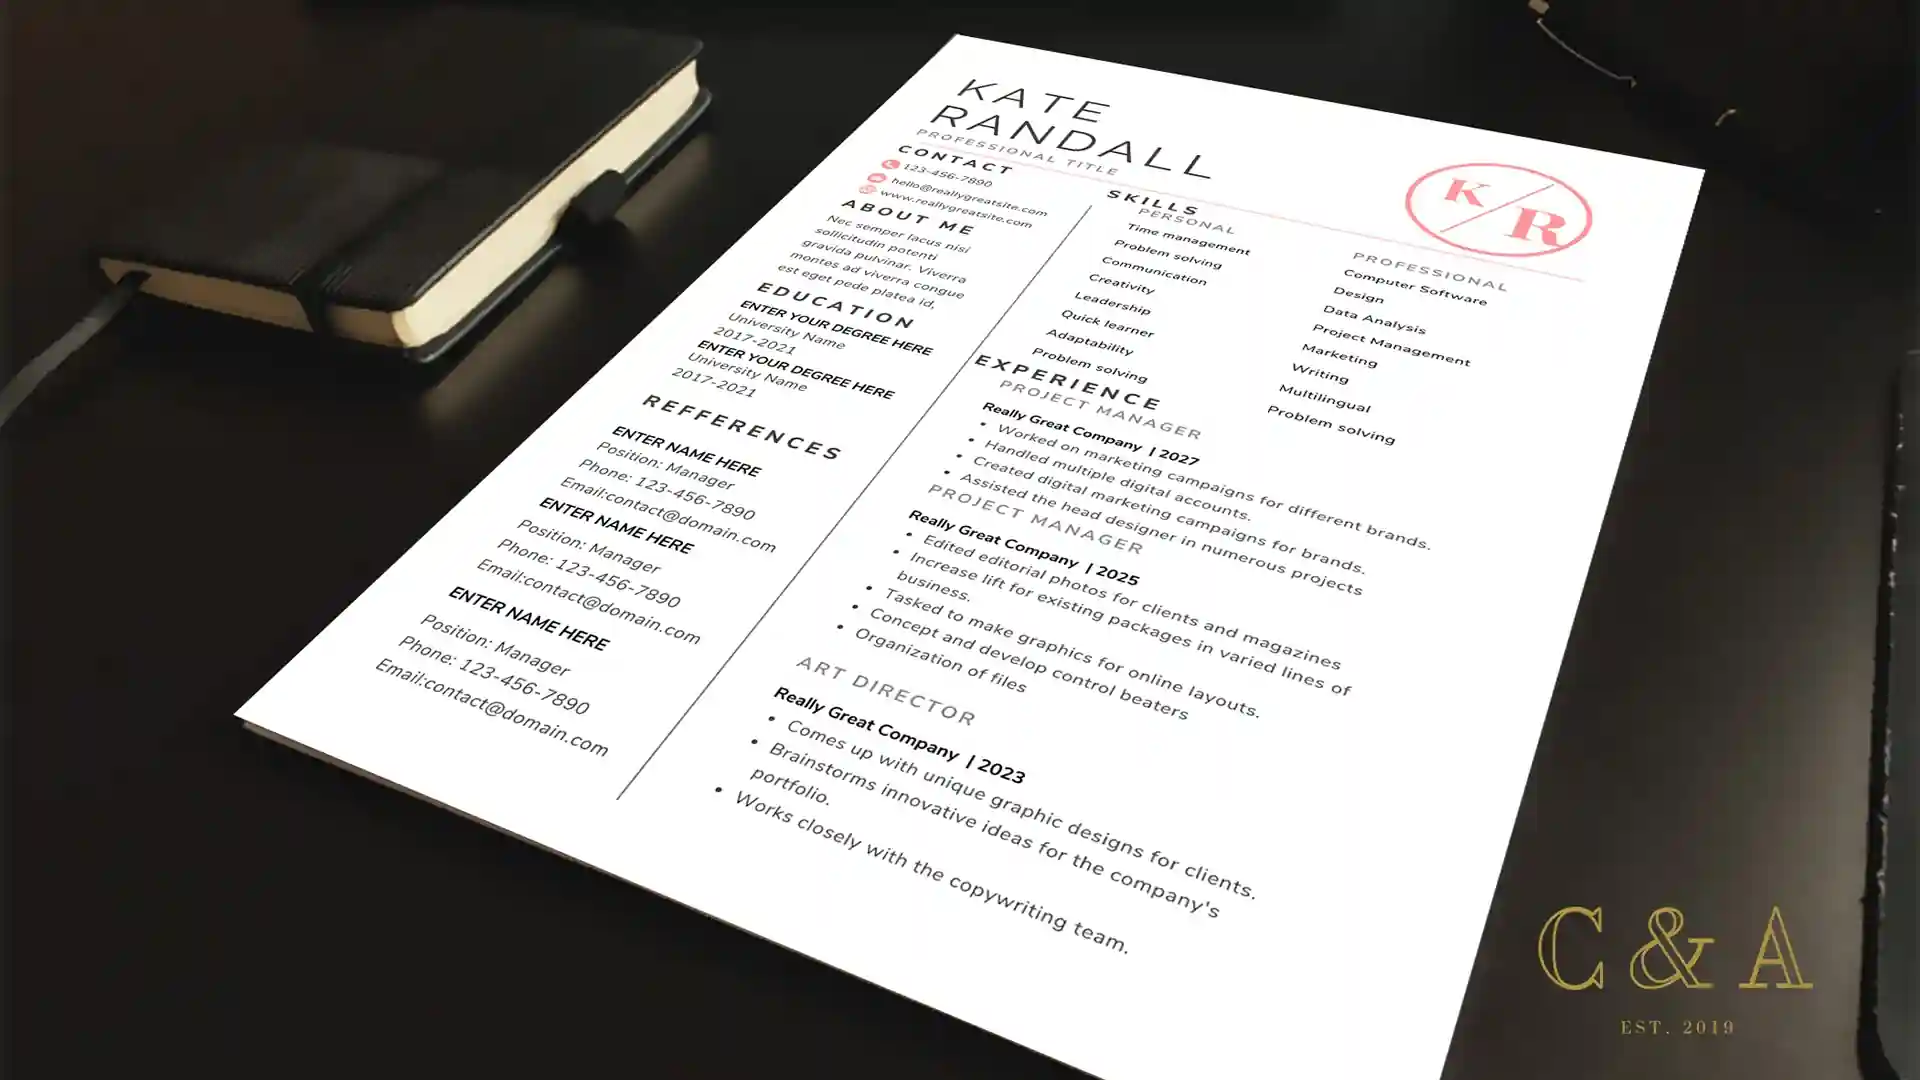 KATE
RANDALL
PROFESSIONAL TITLE
K
R
CONTACT
123-456-7890
hello@reallygreatsite.com
www.reallygreatsite.com
ABOUT ME
Nec semper lacus nisi
sollicitudin potenti
gravida pulvinar. Viverra
montes ad viverra congue
est eget pede platea id,
EDUCATION
ENTER YOUR DEGREE HERE
University Name
2017-2021
ENTER YOUR DEGREE HERE
University Name
2017-2021
REFFERENCES
ENTER NAME HERE
Position: Manager
Phone: 123-456-7890
Email:contact@domain.com
ENTER NAME HERE
Position: Manager
Phone: 123-456-7890
Email:contact@domain.com
ENTER NAME HERE
Position: Manager
Phone: 123-456-7890
Email:contact@domain.com
SKILLS
PERSONAL
Time management
Problem solving
Communication
Creativity
Leadership
Quick learner
Adaptability
Problem solving
PROFESSIONAL
Computer Software
Design
Data Analysis
Project Management
Marketing
Writing
Multilingual
Problem solving
EXPERIENCE
PROJECT MANAGER
Really Great Company | 2027
• Worked on marketing campaigns for different brands.
• Handled multiple digital accounts.
• Created digital marketing campaigns for brands.
• Assisted the head designer in numerous projects
PROJECT MANAGER
Really Great Company | 2025
• Edited editorial photos for clients and magazines
• Increase lift for existing packages in varied lines of
business.
• Tasked to make graphics for online layouts.
• Concept and develop control beaters
• Organization of files
ART DIRECTOR
Really Great Company | 2023
• Comes up with unique graphic designs for clients.
• Brainstorms innovative ideas for the company's
portfolio.
• Works closely with the copywriting team.
C & A
EST. 2019